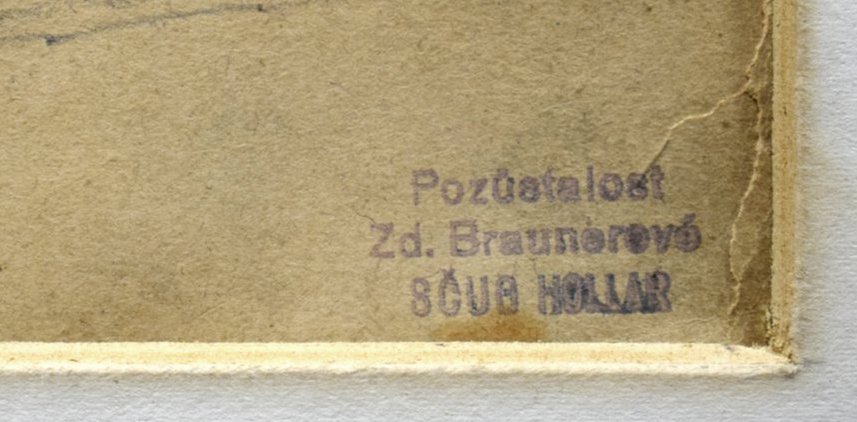 Pozůstalost
Zd. Braunerové
SČUG HOLLAR